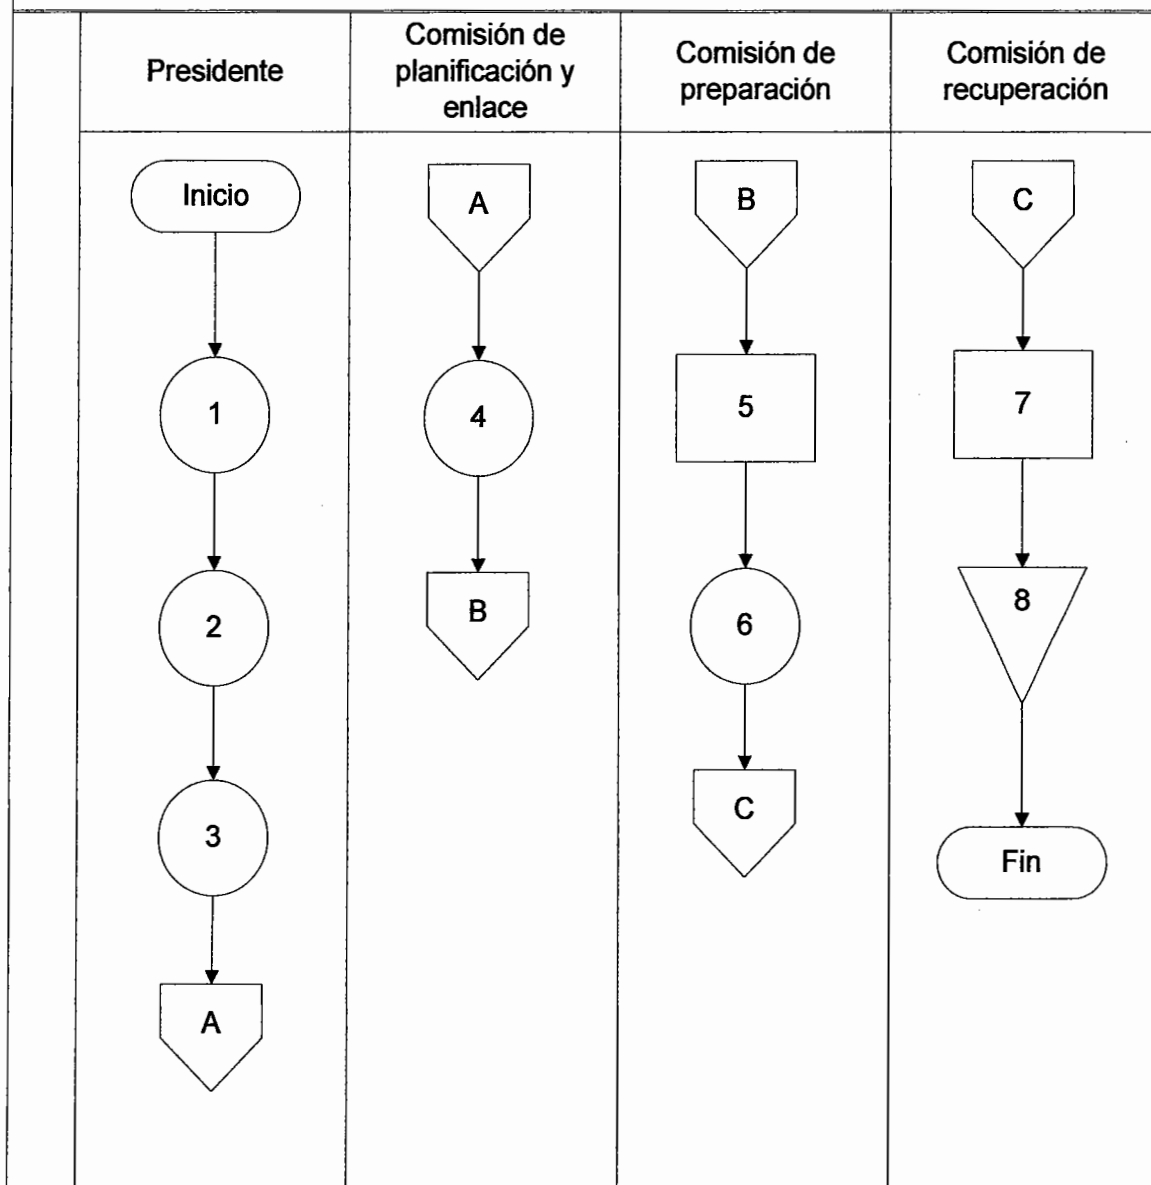 Presidente
Comisión de
planificación y
enlace
Comisión de
preparación
Comisión de
recuperación
Inicio
1
2
3
A
A
4
B
B
5
6
C
C
7
8
Fin